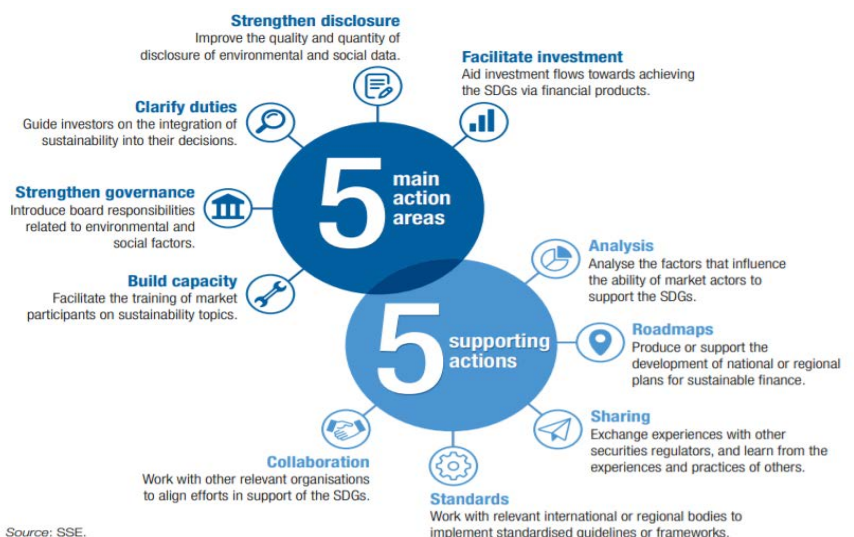 Strengthen disclosure
Improve the quality and quantity of
disclosure of environmental and social data.
Facilitate investment
Aid investment flows towards achieving
the SDGs via financial products.
Clarify duties
Guide investors on the integration of
sustainability into their decisions.
Strengthen governance
Introduce board responsibilities
related to environmental and
social factors.
Build capacity
Facilitate the training of market
participants on sustainability topics.
5
main
action
areas
5
supporting
actions
Analysis
Analyse the factors that influence
the ability of market actors to
support the SDGs.
Roadmaps
Produce or support the
development of national or regional
plans for sustainable finance.
Sharing
Exchange experiences with other
securities regulators, and learn from the
experiences and practices of others.
Standards
Work with relevant international or regional bodies to
implement standardised guidelines or frameworks.
Collaboration
Work with other relevant organisations
to align efforts in support of the SDGs.
Source: SSE.